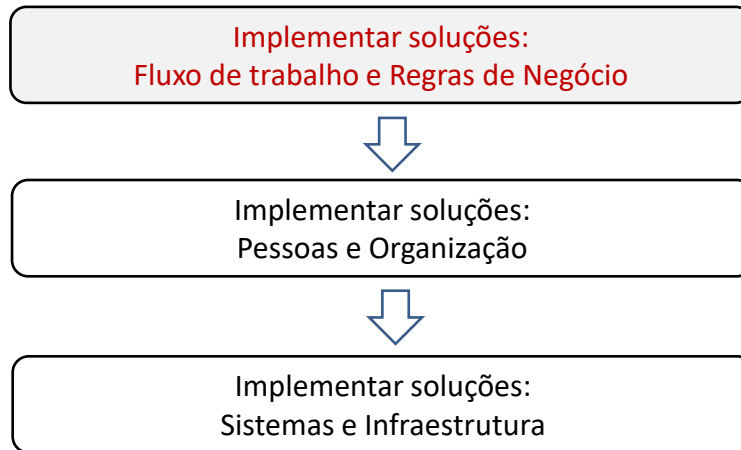 Implementar soluções:
Fluxo de trabalho e Regras de Negócio
Implementar soluções:
Pessoas e Organização
Implementar soluções:
Sistemas e Infraestrutura